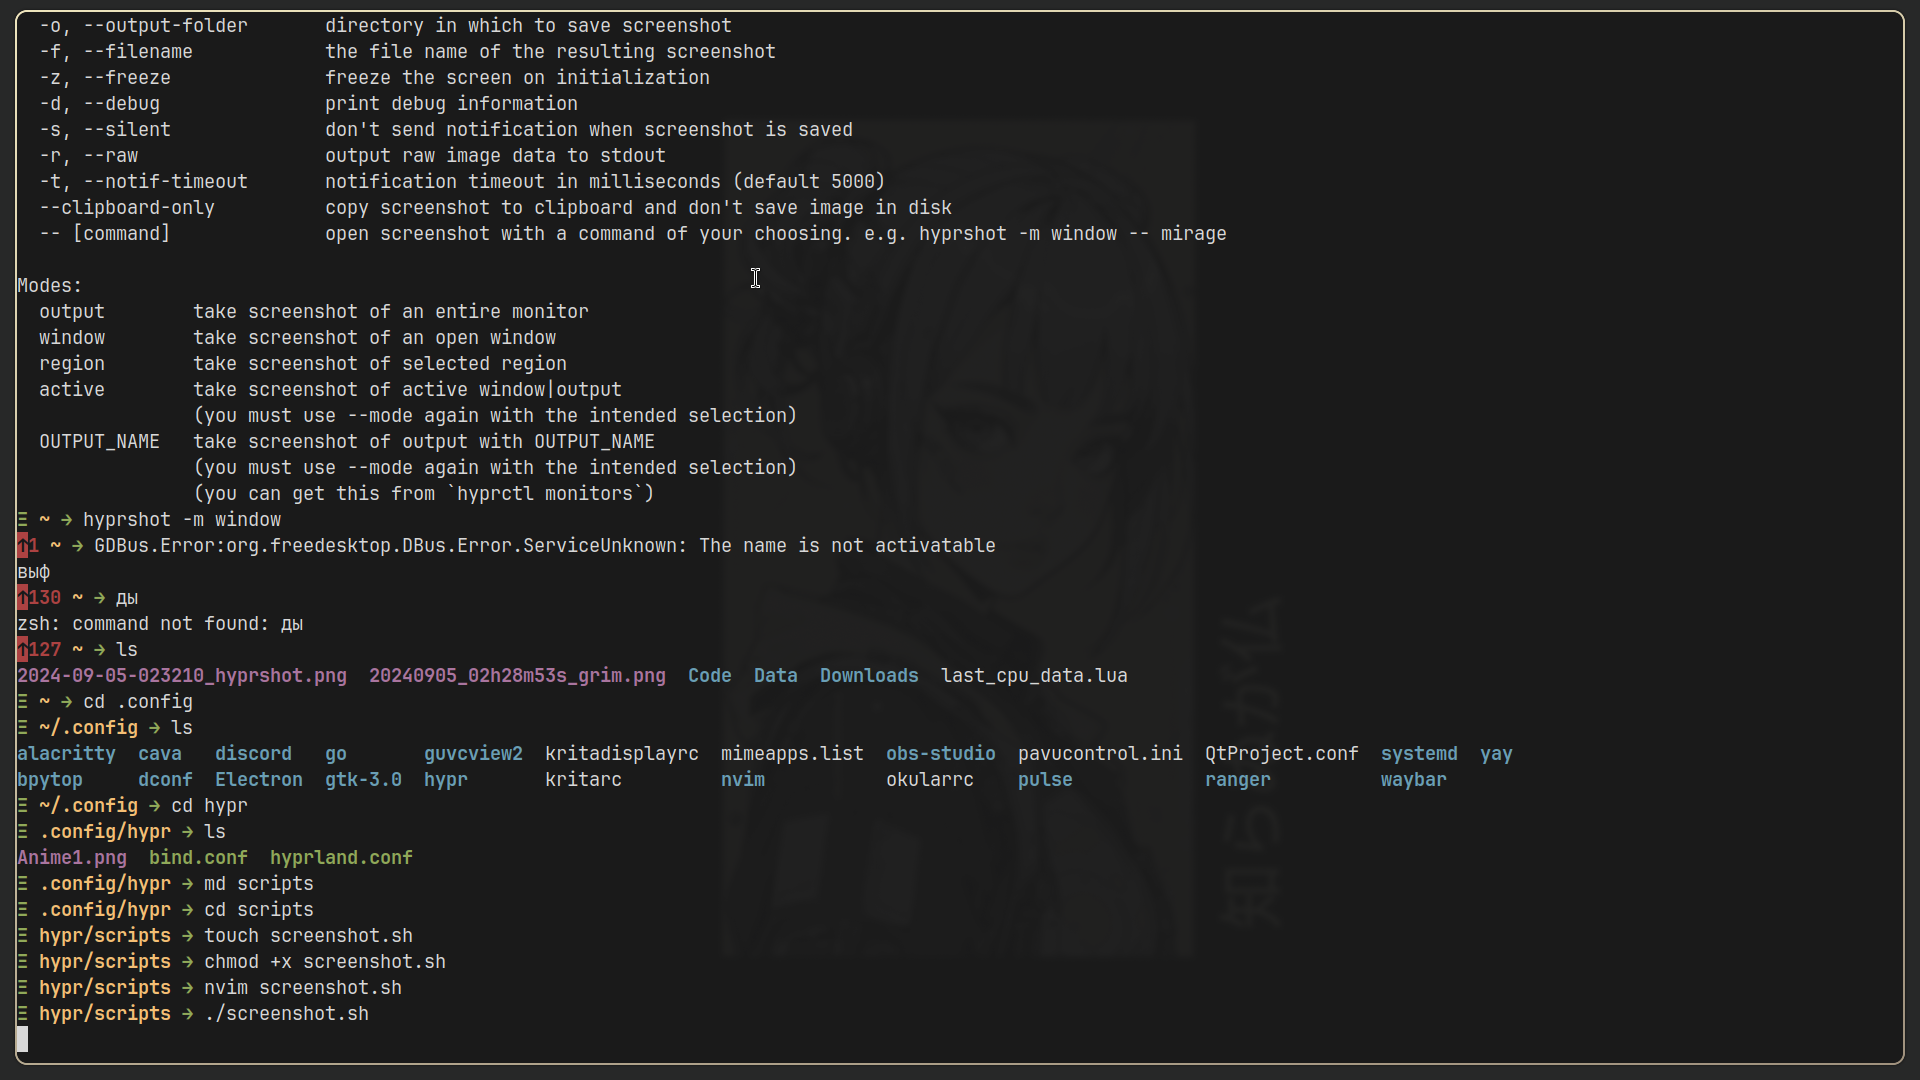 -o, --output-folder       directory in which to save screenshot
-f, --filename            the file name of the resulting screenshot
-z, --freeze              freeze the screen on initialization
-d, --debug               print debug information
-s, --silent              don't send notification when screenshot is saved
-r, --raw                 output raw image data to stdout
-t, --notif-timeout       notification timeout in milliseconds (default 5000)
--clipboard-only          copy screenshot to clipboard and don't save image in disk
-- [command]              open screenshot with a command of your choosing. e.g. hyprshot -m window -- mirage
Modes:
output        take screenshot of an entire monitor
window        take screenshot of an open window
region        take screenshot of selected region
active        take screenshot of active window|output
(you must use --mode again with the intended selection)
OUTPUT_NAME   take screenshot of output with OUTPUT_NAME
(you must use --mode again with the intended selection)
(you can get this from `hyprctl monitors`)
Ξ ~ → hyprshot -m window
↑1 ~ → GDBus.Error:org.freedesktop.DBus.Error.ServiceUnknown: The name is not activatable
выф
↑130 ~ → ды
zsh: command not found: ды
↑127 ~ → ls
2024-09-05-023210_hyprshot.png  20240905_02h28m53s_grim.png  Code  Data  Downloads  last_cpu_data.lua
Ξ ~ → cd .config
Ξ ~/.config → ls
alacritty  cava   discord   go       guvcview2  kritadisplayrc  mimeapps.list  obs-studio  pavucontrol.ini  QtProject.conf  systemd  yay
bpytop     dconf  Electron  gtk-3.0  hypr       kritarc         nvim           okularrc    pulse            ranger          waybar
Ξ ~/.config → cd hypr
Ξ .config/hypr → ls
Anime1.png  bind.conf  hyprland.conf
Ξ .config/hypr → md scripts
Ξ .config/hypr → cd scripts
Ξ hypr/scripts → touch screenshot.sh
Ξ hypr/scripts → chmod +x screenshot.sh
Ξ hypr/scripts → nvim screenshot.sh
Ξ hypr/scripts → ./screenshot.sh